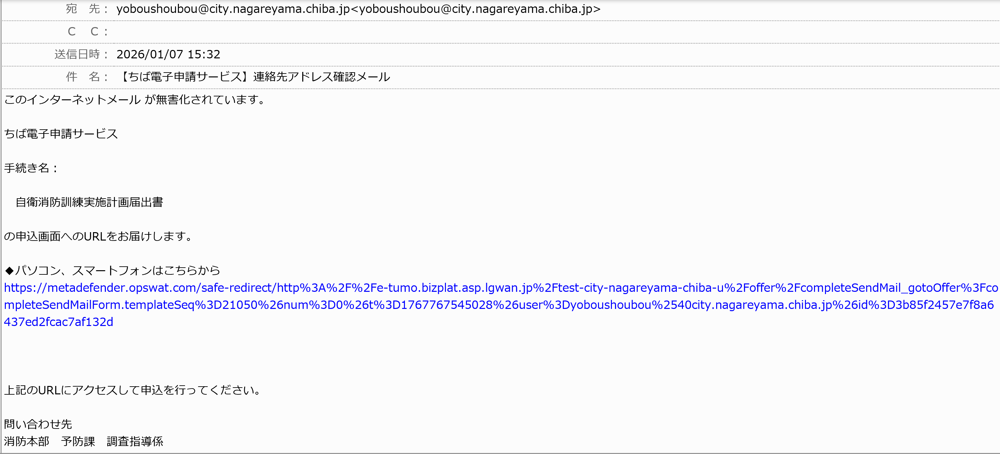 宛　先： yoboushoubou@city.nagareyama.chiba.jp<yoboushoubou@city.nagareyama.chiba.jp>
Ｃ　Ｃ：
送信日時： 2026/01/07 15:32
件　名： 【ちば電子申請サービス】連絡先アドレス確認メール
このインターネットメール が無害化されています。
ちば電子申請サービス
手続き名：
　自衛消防訓練実施計画届出書
の申込画面へのURLをお届けします。
◆パソコン、スマートフォンはこちらから
https://metadefender.opswat.com/safe-redirect/http%3A%2F%2Fe-tumo.bizplat.asp.lgwan.jp%2Ftest-city-nagareyama-chiba-u%2Foffer%2FcompleteSendMail_gotoOffer%3Fco
mpleteSendMailForm.templateSeq%3D21050%26num%3D0%26t%3D1767767545028%26user%3Dyoboushoubou%2540city.nagareyama.chiba.jp%26id%3D3b85f2457e7f8a6
437ed2fcac7af132d
上記のURLにアクセスして申込を行ってください。
問い合わせ先
消防本部　予防課　調査指導係